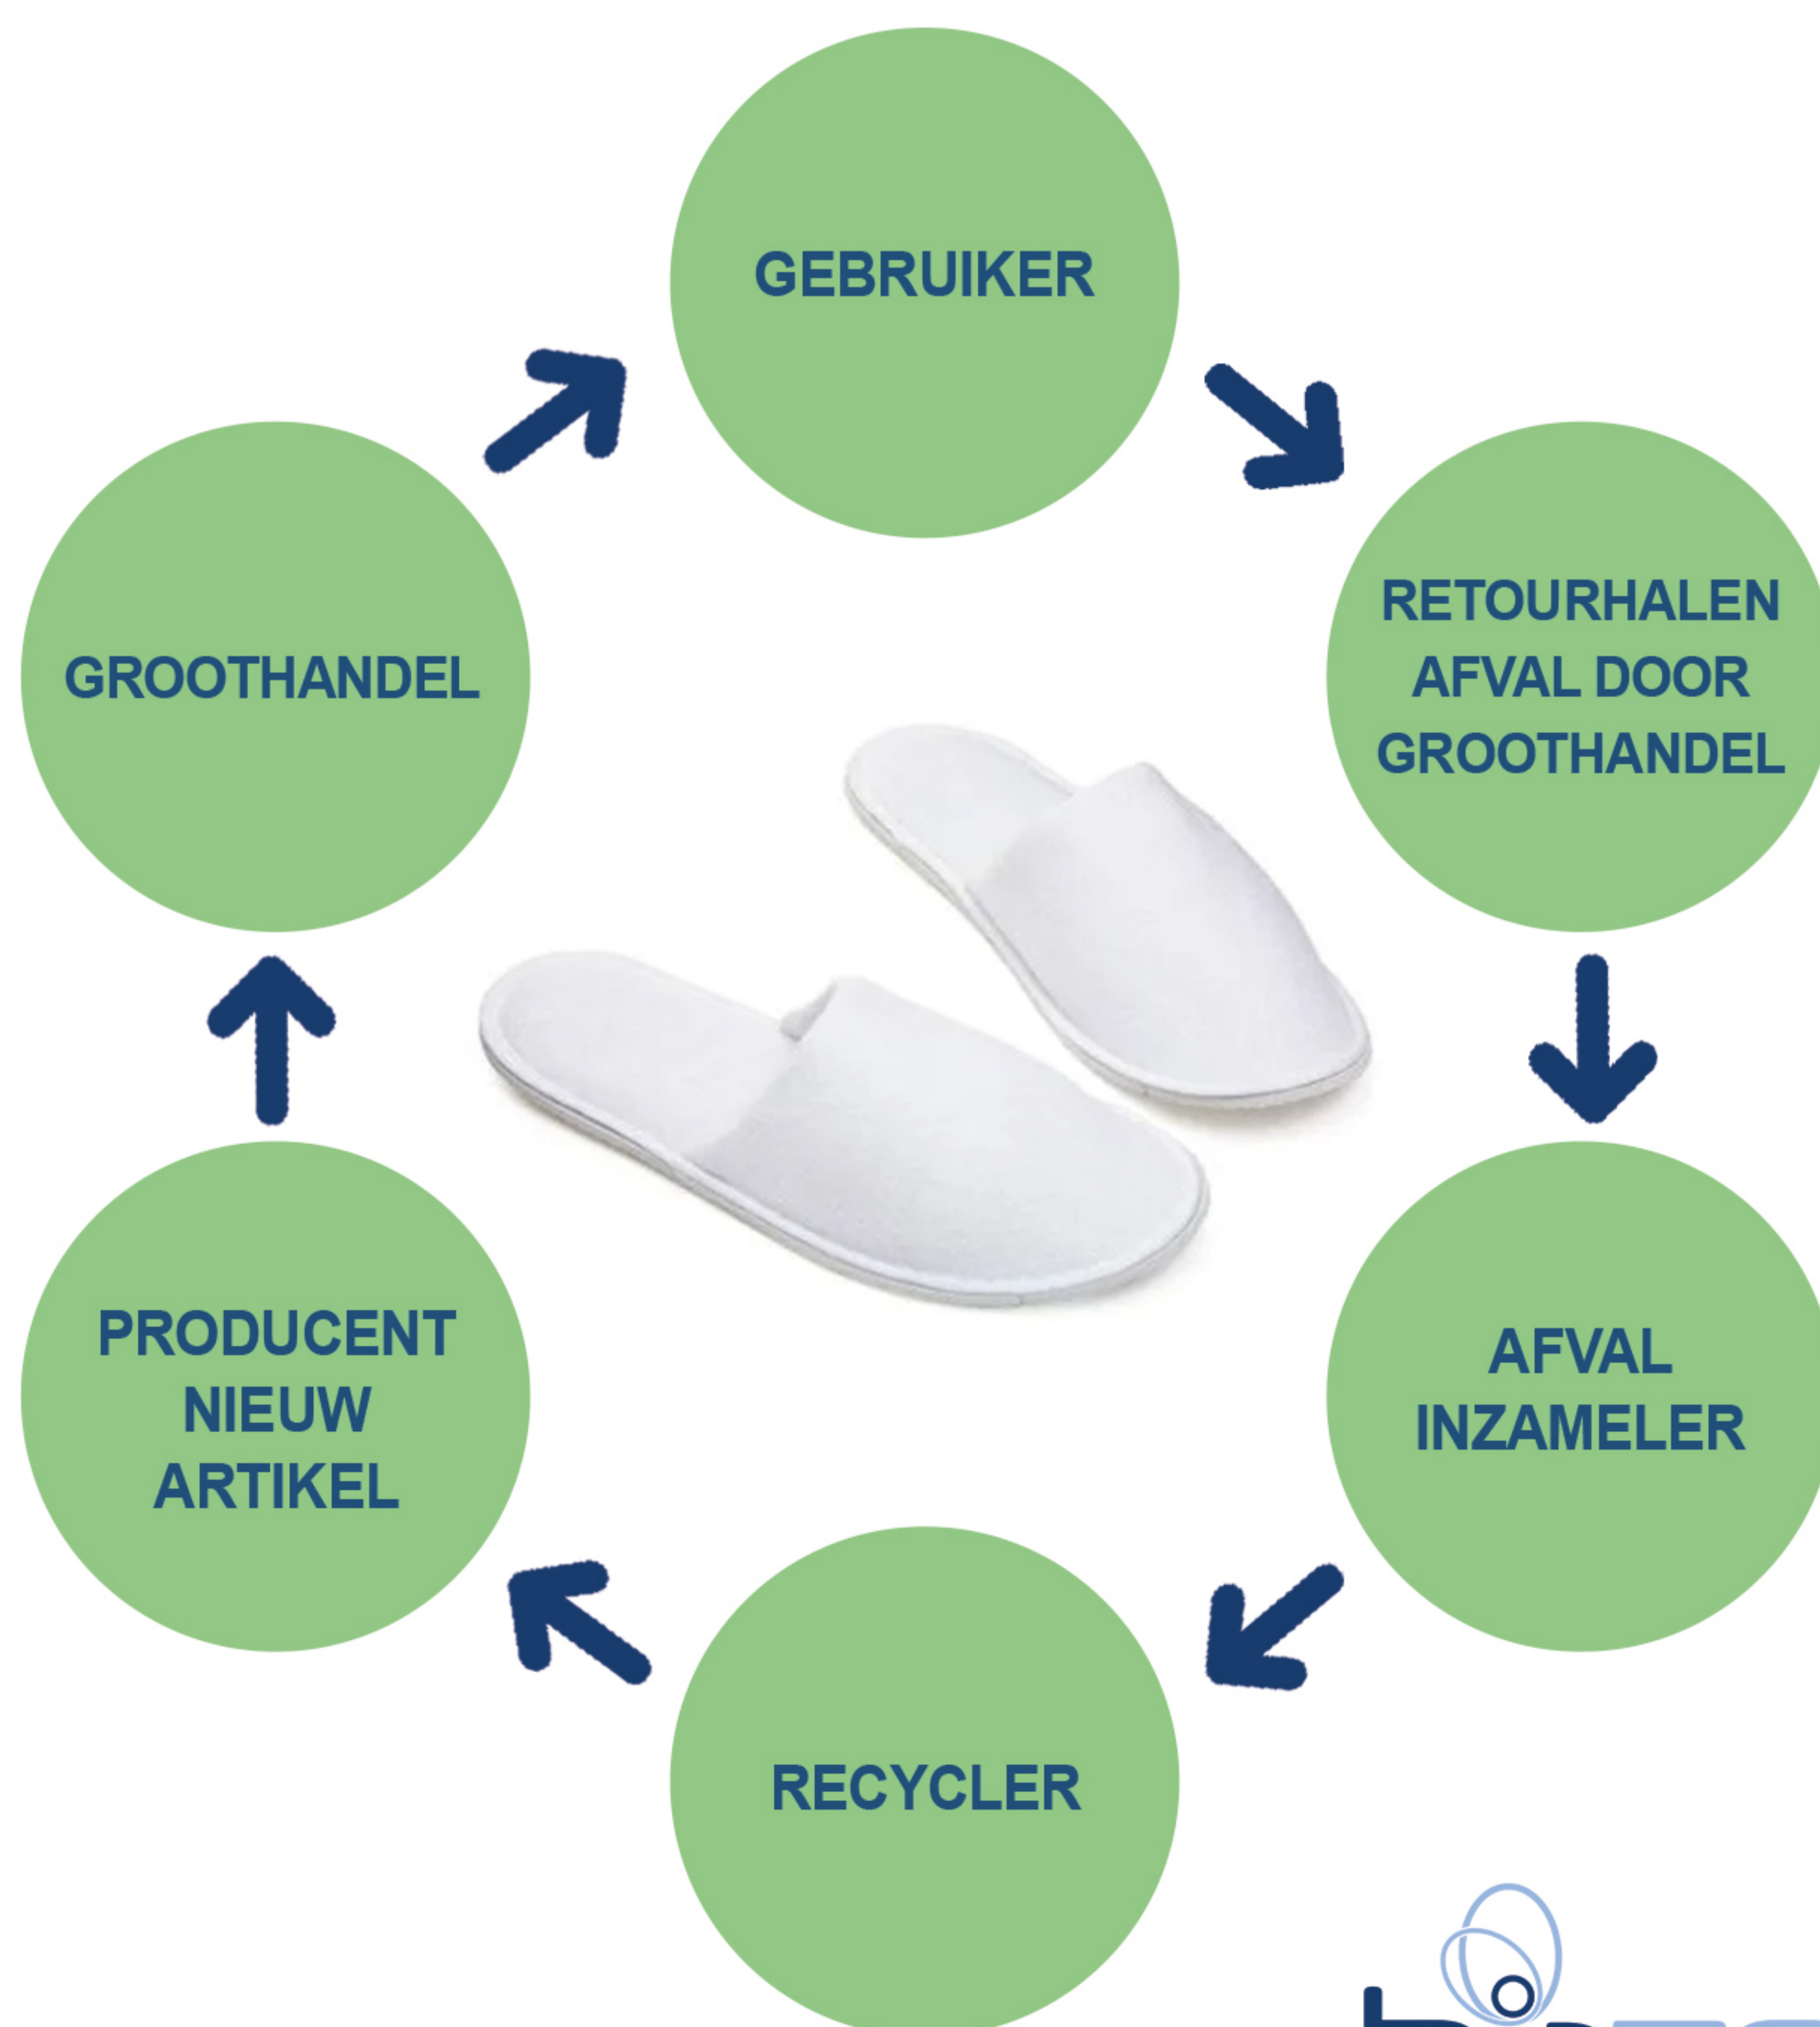 GEBRUIKER
RETOURHALEN
AFVAL DOOR
GROOTHANDEL
AFVAL
INZAMELER
RECYCLER
PRODUCENT
NIEUW
ARTIKEL
GROOTHANDEL